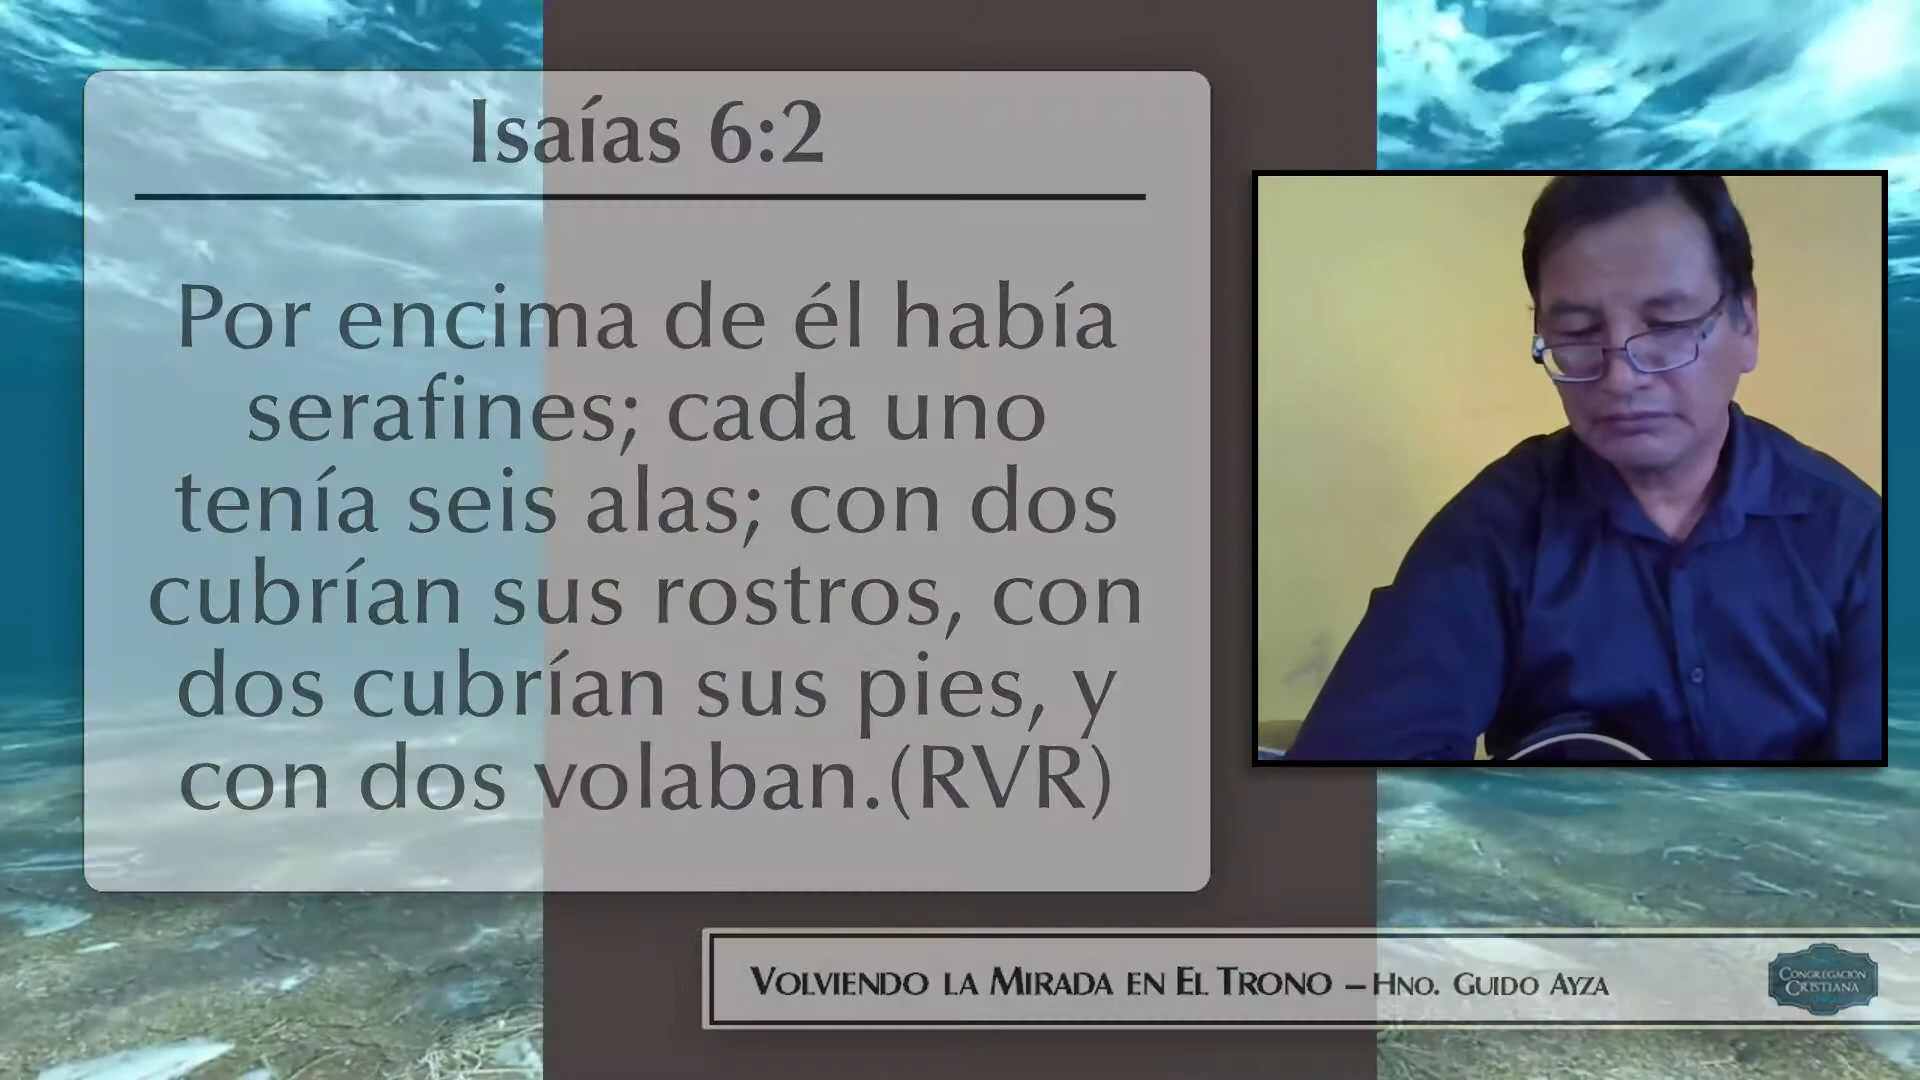 Isaías 6:2
Por encima de él había
serafines; cada uno
tenía seis alas; con dos
cubrían sus rostros, con
dos cubrían sus pies, y
con dos volaban.(RVR)
VOLVIENDO LA MIRADA EN EL TRONO – HNO. GUIDO AYZA
CONGREGACIÓN
CRISTIANA